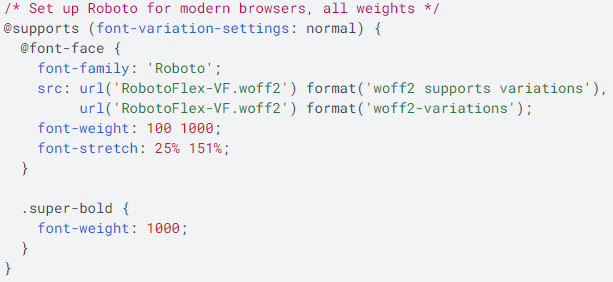 /* Set up Roboto for modern browsers, all weights */
@supports (font-variation-settings: normal) {
  @font-face {
    font-family: 'Roboto';
    src: url('RobotoFlex-VF.woff2') format('woff2 supports variations'),
         url('RobotoFlex-VF.woff2') format('woff2-variations');
    font-weight: 100 1000;
    font-stretch: 25% 151%;
  }

  .super-bold {
    font-weight: 1000;
  }
}